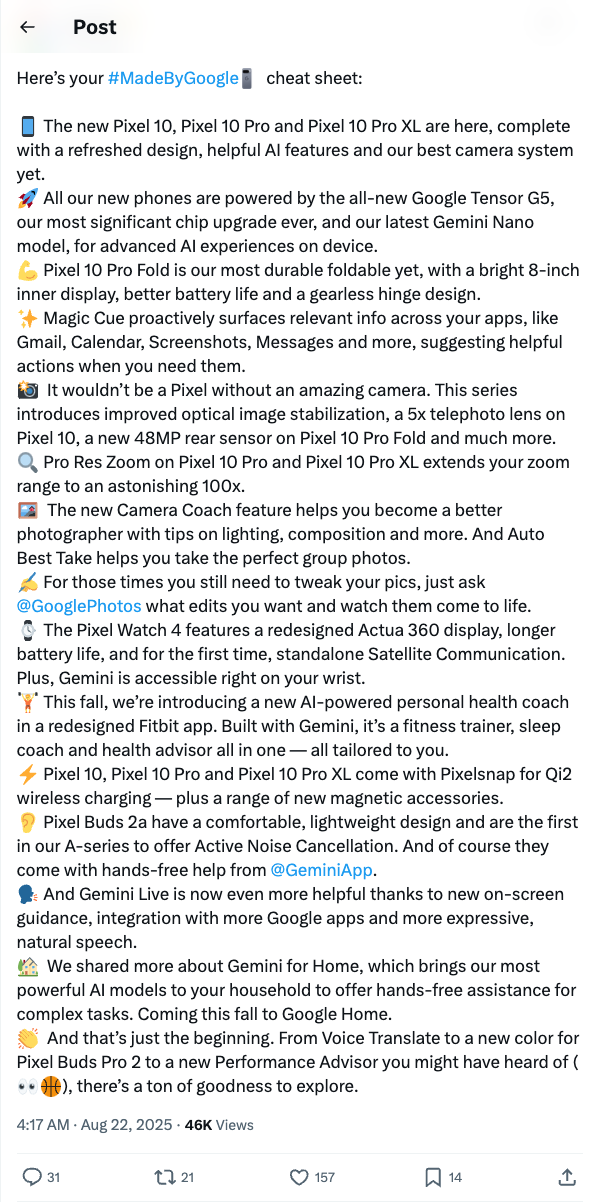 Post
Here’s your #MadeByGoogle cheat sheet:
The new Pixel 10, Pixel 10 Pro and Pixel 10 Pro XL are here, complete
with a refreshed design, helpful AI features and our best camera system
yet.
🚀 All our new phones are powered by the all-new Google Tensor G5,
our most significant chip upgrade ever, and our latest Gemini Nano
model, for advanced AI experiences on device.
💪 Pixel 10 Pro Fold is our most durable foldable yet, with a bright 8-inch
inner display, better battery life and a gearless hinge design.
✨ Magic Cue proactively surfaces relevant info across your apps, like
Gmail, Calendar, Screenshots, Messages and more, suggesting helpful
actions when you need them.
📸 It wouldn’t be a Pixel without an amazing camera. This series
introduces improved optical image stabilization, a 5x telephoto lens on
Pixel 10, a new 48MP rear sensor on Pixel 10 Pro Fold and much more.
🔍 Pro Res Zoom on Pixel 10 Pro and Pixel 10 Pro XL extends your zoom
range to an astonishing 100x.
🖼️ The new Camera Coach feature helps you become a better
photographer with tips on lighting, composition and more. And Auto
Best Take helps you take the perfect group photos.
✍️ For those times you still need to tweak your pics, just ask
@GooglePhotos what edits you want and watch them come to life.
⌚ The Pixel Watch 4 features a redesigned Actua 360 display, longer
battery life, and for the first time, standalone Satellite Communication.
Plus, Gemini is accessible right on your wrist.
🏋️ This fall, we’re introducing a new AI-powered personal health coach
in a redesigned Fitbit app. Built with Gemini, it’s a fitness trainer, sleep
coach and health advisor all in one — all tailored to you.
⚡ Pixel 10, Pixel 10 Pro and Pixel 10 Pro XL come with Pixelsnap for Qi2
wireless charging — plus a range of new magnetic accessories.
👂 Pixel Buds 2a have a comfortable, lightweight design and are the first
in our A-series to offer Active Noise Cancellation. And of course they
come with hands-free help from @GeminiApp.
🗣️ And Gemini Live is now even more helpful thanks to new on-screen
guidance, integration with more Google apps and more expressive,
natural speech.
🏡 We shared more about Gemini for Home, which brings our most
powerful AI models to your household to offer hands-free assistance for
complex tasks. Coming this fall to Google Home.
👏 And that’s just the beginning. From Voice Translate to a new color for
Pixel Buds Pro 2 to a new Performance Advisor you might have heard of (
👀🏀), there’s a ton of goodness to explore.
4:17 AM · Aug 22, 2025 · 46K Views
31 21 157 14